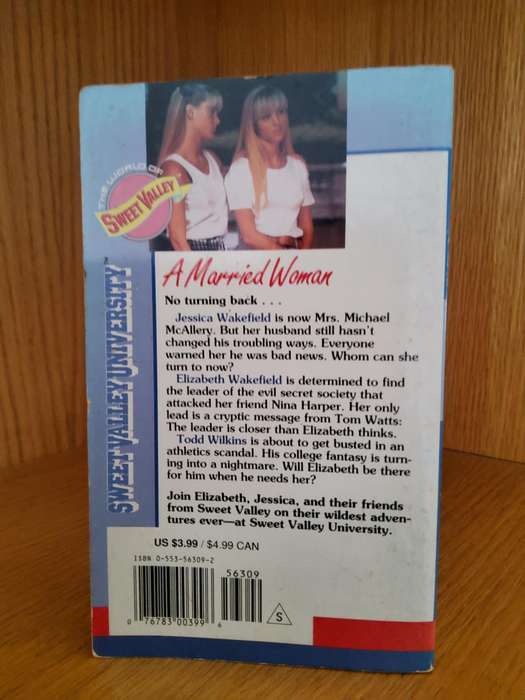 THE WORLD OF
SWEET VALLEY
SWEET VALLEY UNIVERSITY
A Married Woman
No turning back . . .
Jessica Wakefield is now Mrs. Michael
McAllery. But her husband still hasn't
changed his troubling ways. Everyone
warned her he was bad news. Whom can she
turn to now?
Elizabeth Wakefield is determined to find
the leader of the evil secret society that
attacked her friend Nina Harper. Her only
lead is a cryptic message from Tom Watts:
The leader is closer than Elizabeth thinks.
Todd Wilkins is about to get busted in an
athletics scandal. His college fantasy is turn-
ing into a nightmare. Will Elizabeth be there
for him when he needs her?
Join Elizabeth, Jessica, and their friends
from Sweet Valley on their wildest adven-
tures ever—at Sweet Valley University.
US $3.99 / $4.99 CAN
ISBN 0-553-56309-2
56309
0 76783 00399 6
S